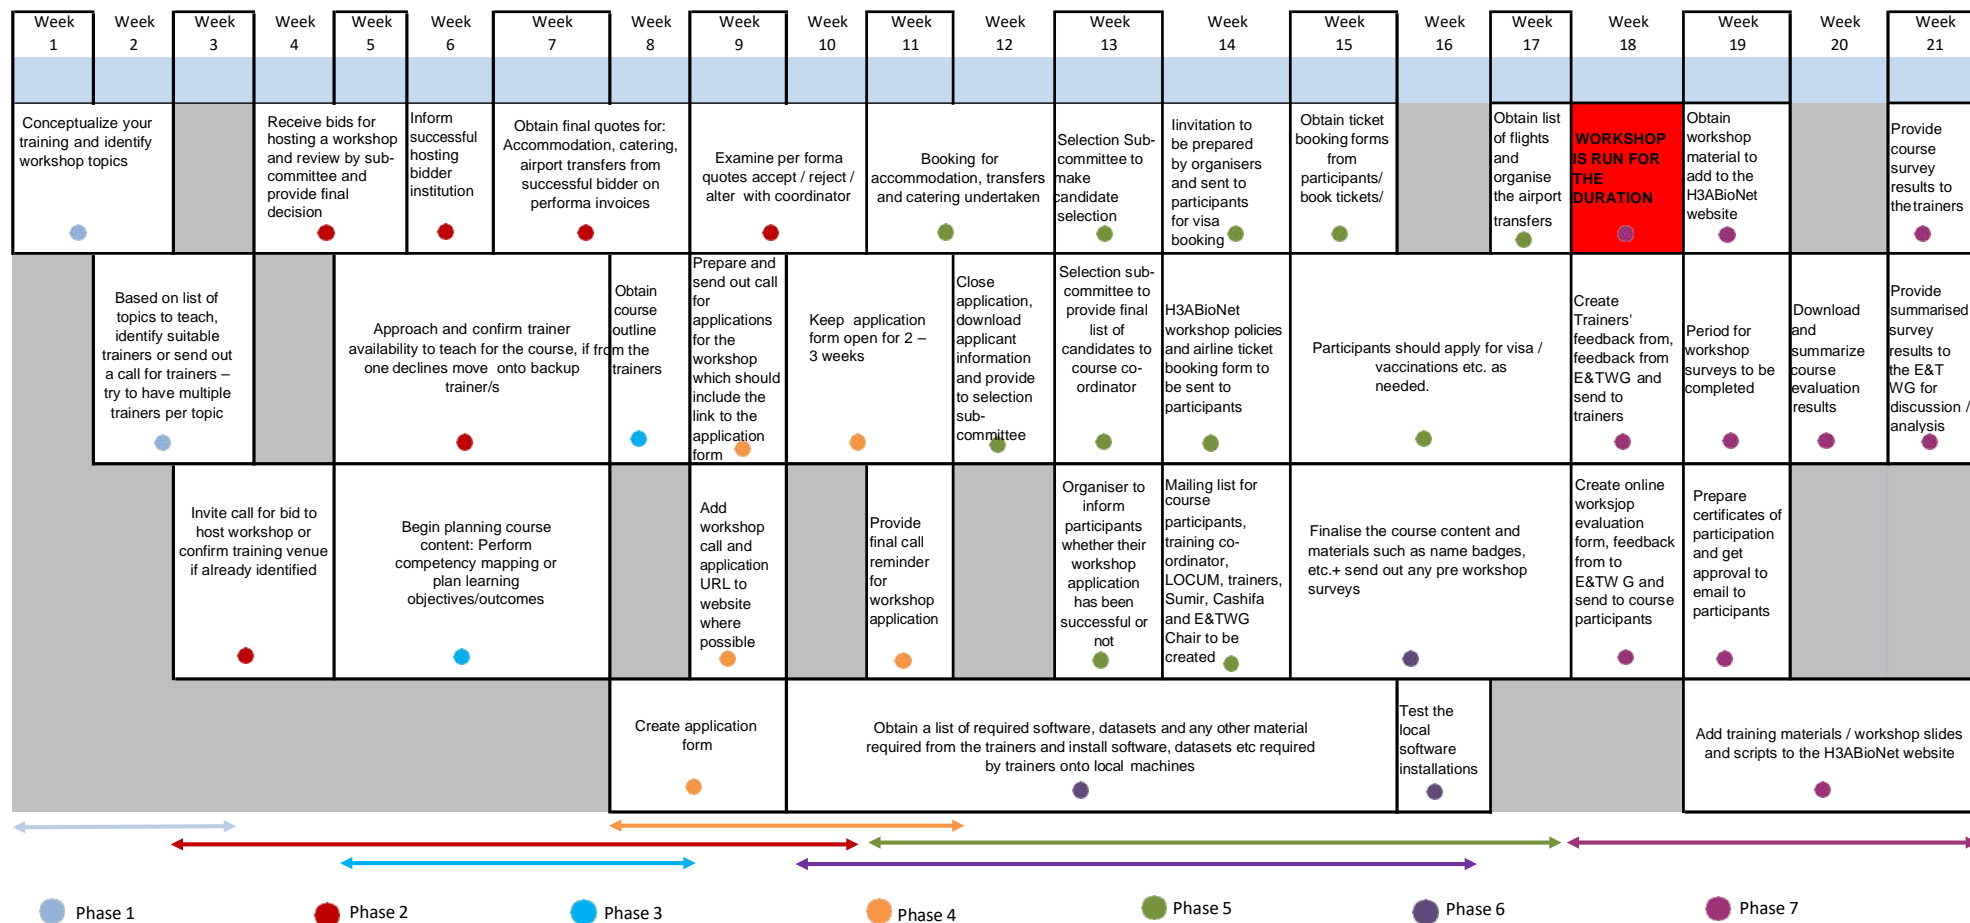 Week
1
Week
2
Week
3
Week
4
Week
5
Week
6
Week
7
Week
8
Week
9
Week
10
Week
11
Week
12
Week
13
Week
14
Week
15
Week
16
Week
17
Week
18
Week
19
Week
20
Week
21
Conceptualize your
training and identify
workshop topics
Receive bids for
hosting a workshop
and review by sub-
committee and
provide final
decision
Inform
successful
hosting
bidder
institution
Obtain final quotes for:
Accommodation, catering,
airport transfers from
successful bidder on
performa invoices
Examine per forma
quotes accept / reject /
alter with coordinator
Booking for
accommodation, transfers
and catering undertaken
Selection Sub-
committee to
make
candidate
selection
Iinvitation to
be prepared
by organisers
and sent to
participants
for visa
booking
Obtain ticket
booking forms
from
participants/
book tickets/
Obtain list
of flights
and
organise
the airport
transfers
WORKSHOP
IS RUN FOR
THE
DURATION
Obtain
workshop
material to
add to the
H3ABioNet
website
Provide
course
survey
results to
the trainers
Based on list of
topics to teach,
identify suitable
trainers or send out
a call for trainers –
try to have multiple
trainers per topic
Approach and confirm trainer
availability to teach for the course, if
one declines move onto backup
trainer/s
Obtain
course
outline
from the
trainers
Prepare and
send out call
for
applications
for the
workshop
which should
include the
link to the
application
form
Keep application
form open for 2 –
3 weeks
Close
application,
download
applicant
information
and provide
to selection
sub-
committee
Selection sub-
committee to
provide final
list of
candidates to
course co-
ordinator
H3ABioNet
workshop policies
and airline ticket
booking form to
be sent to
participants
Participants should apply for visa /
vaccinations etc. as
needed.
Create
Trainers'
feedback from,
feedback from
E&TWG and
send to
trainers
Period for
workshop
surveys to be
completed
Download
and
summarize
course
evaluation
results
Provide
summarised
survey
results to
the E&T
WG for
discussion /
analysis
Invite call for bid to
host workshop or
confirm training venue
if already identified
Begin planning course
content: Perform
competency mapping or
plan learning
objectives/outcomes
Add
workshop
call and
application
URL to
website
where
possible
Provide
final call
reminder
for
workshop
application
Organiser to
inform
participants
whether their
workshop
application
has been
successful or
not
Mailing list for
course
participants,
training co-
ordinator,
LOCUM, trainers,
Sumir, Cashifa
and E&TWG
Chair to be
created
Finalise the course content and
materials such as name badges,
etc.+ send out any pre workshop
surveys
Create online
worksjop
evaluation
form, feedback
from to
E&TW G and
send to course
participants
Prepare
certificates of
participation
and get
approval to
email to
participants
Create application
form
Obtain a list of required software, datasets and any other material
required from the trainers and install software, datasets etc required
by trainers onto local machines
Test the
local
software
installations
Add training materials / workshop slides
and scripts to the H3ABioNet website
Phase 1
Phase 2
Phase 3
Phase 4
Phase 5
Phase 6
Phase 7